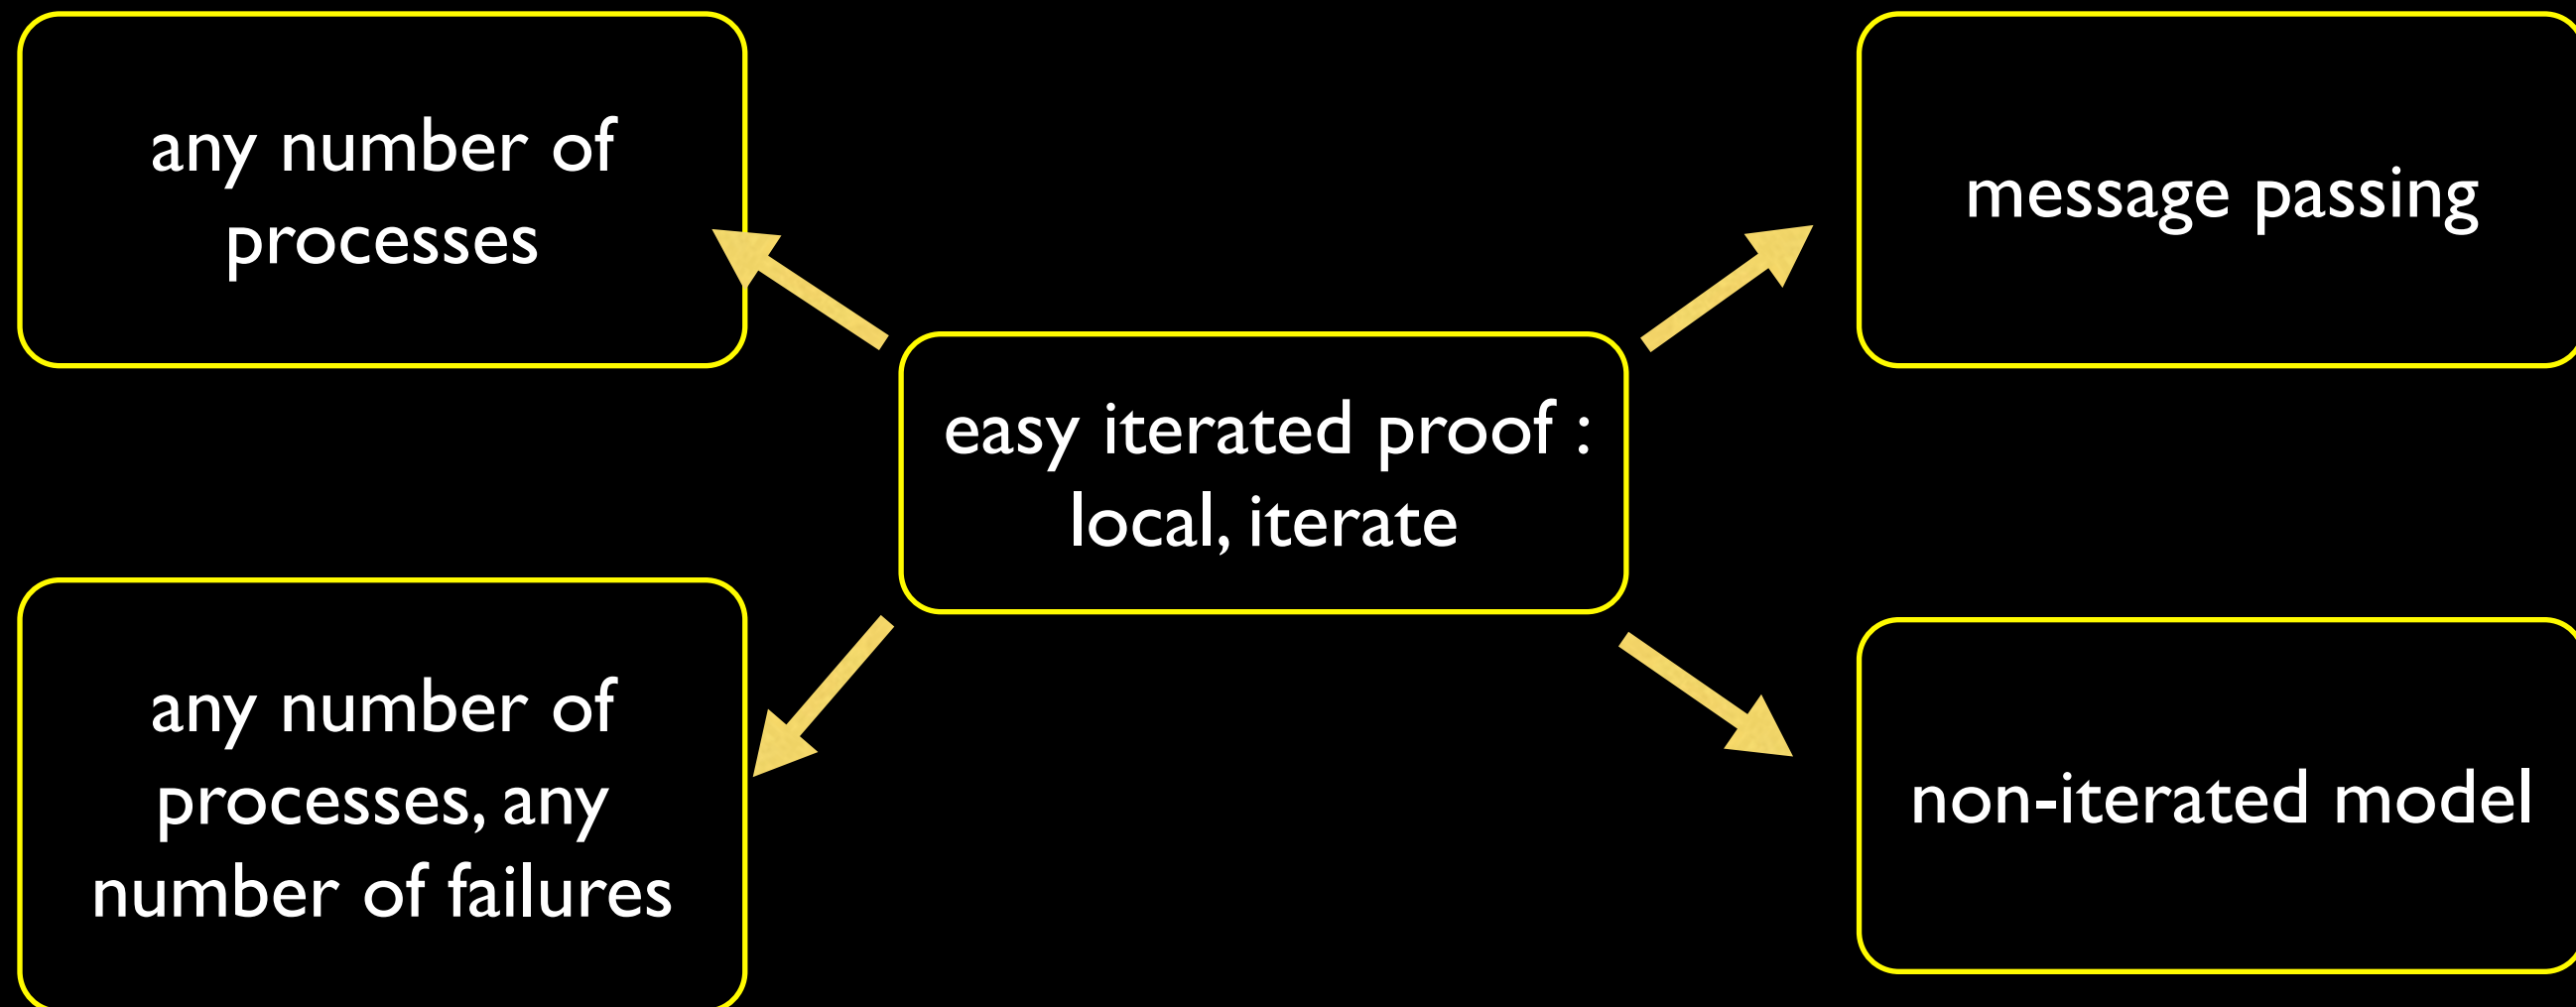 any number of
processes
message passing
easy iterated proof :
local, iterate
any number of
processes, any
number of failures
non-iterated model